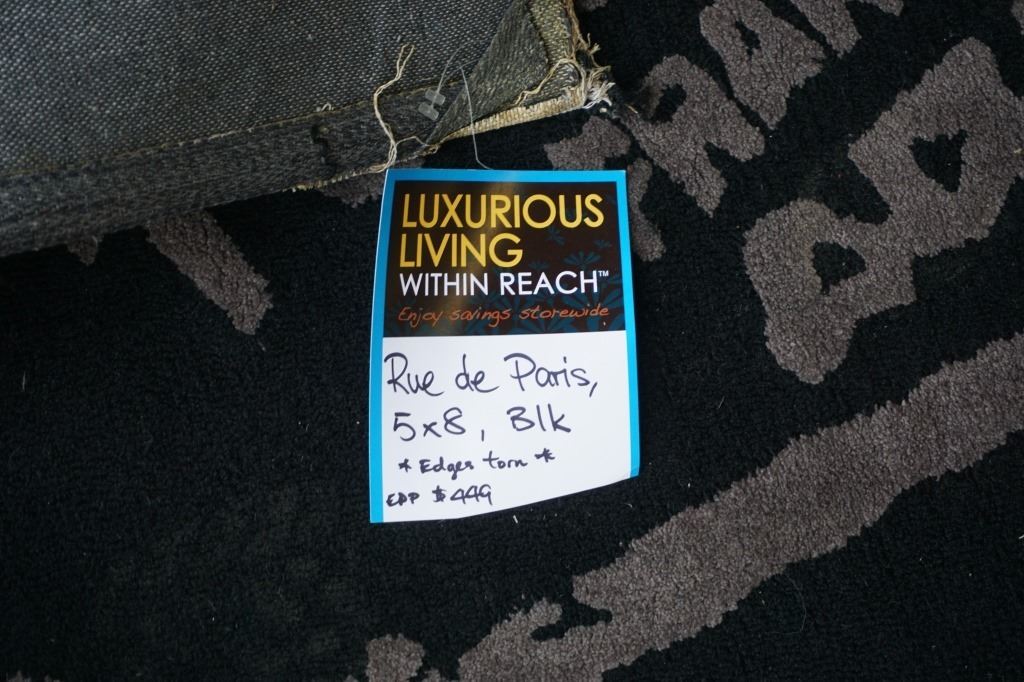 LUXURIOUS
LIVING
WITHIN REACH™
Enjoy savings storewide.
Rue de Paris,
5x8, Blk
* Edges torn *
EDP $449